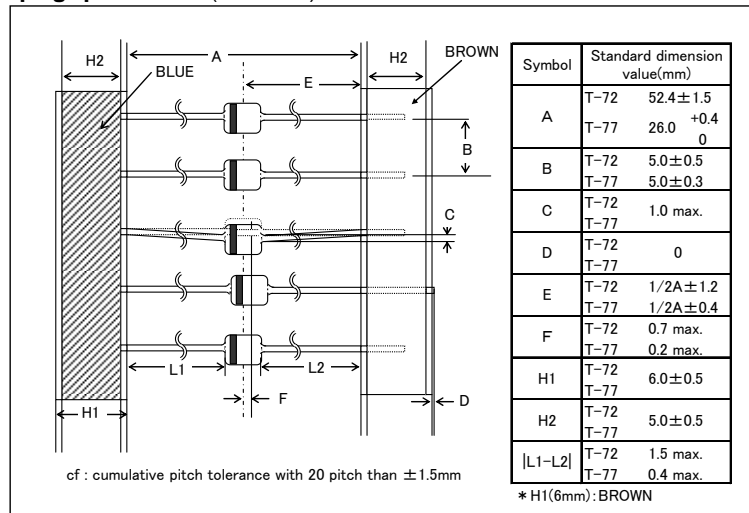 H2
A
H2
BLUE
BROWN
E
B
C
L1
L2
F
D
H1
cf : cumulative pitch tolerance with 20 pitch than ±1.5mm
Symbol Standard dimension value(mm)
A T-72 52.4±1.5
T-77 26.0 +0.4 0
B T-72 5.0±0.5
T-77 5.0±0.3
C T-72 T-77 1.0 max.
D T-72 T-77 0
E T-72 1/2A±1.2
T-77 1/2A±0.4
F T-72 0.7 max.
T-77 0.2 max.
H1 T-72 T-77 6.0±0.5
H2 T-72 T-77 5.0±0.5
|L1-L2| T-72 1.5 max.
T-77 0.4 max.
* H1(6mm): BROWN